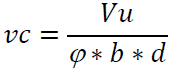 vc = Vu / φ * b * d